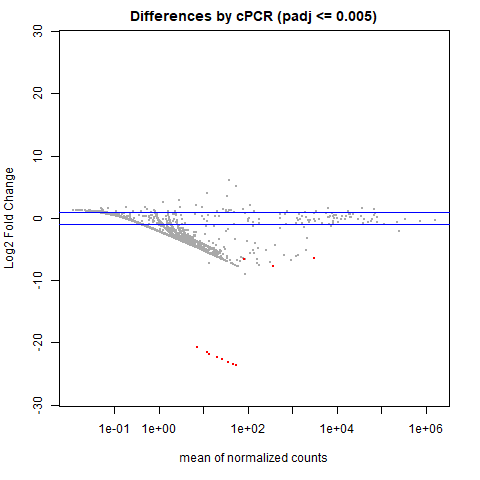 Differences by cPCR (padj <= 0.005)
Log2 Fold Change
30
20
10
0
-10
-20
-30
1e-01
1e+00
1e+02
1e+04
1e+06
mean of normalized counts